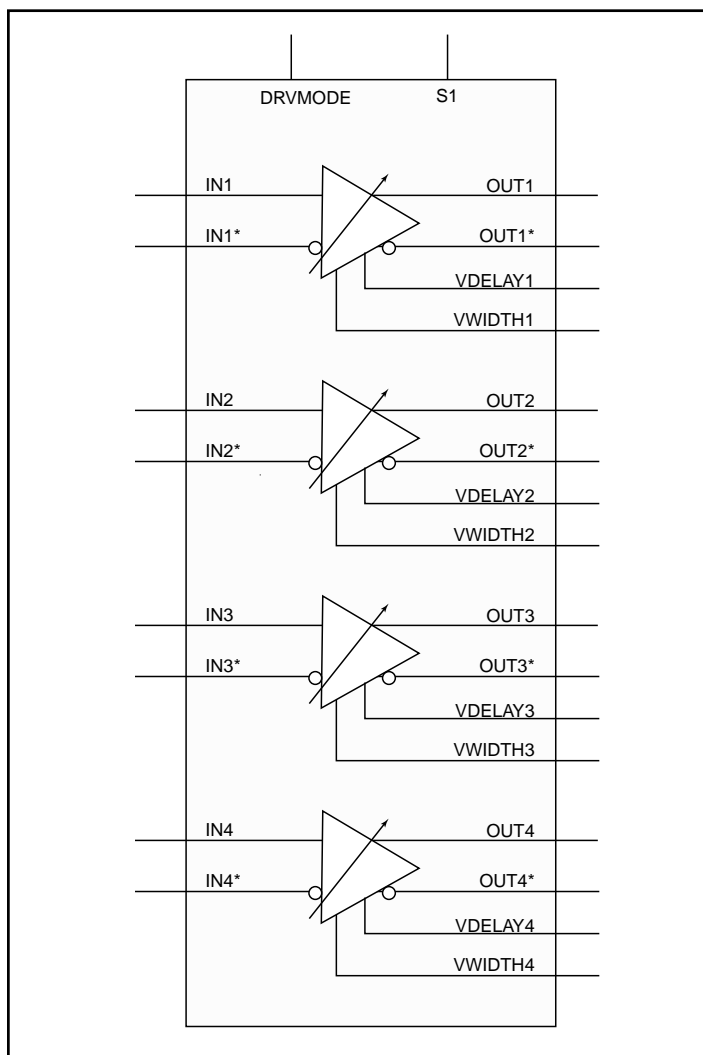 DRVMODE S1
IN1 OUT1
IN1* OUT1*
VDELAY1
VWIDTH1
IN2 OUT2
IN2* OUT2*
VDELAY2
VWIDTH2
IN3 OUT3
IN3* OUT3*
VDELAY3
VWIDTH3
IN4 OUT4
IN4* OUT4*
VDELAY4
VWIDTH4